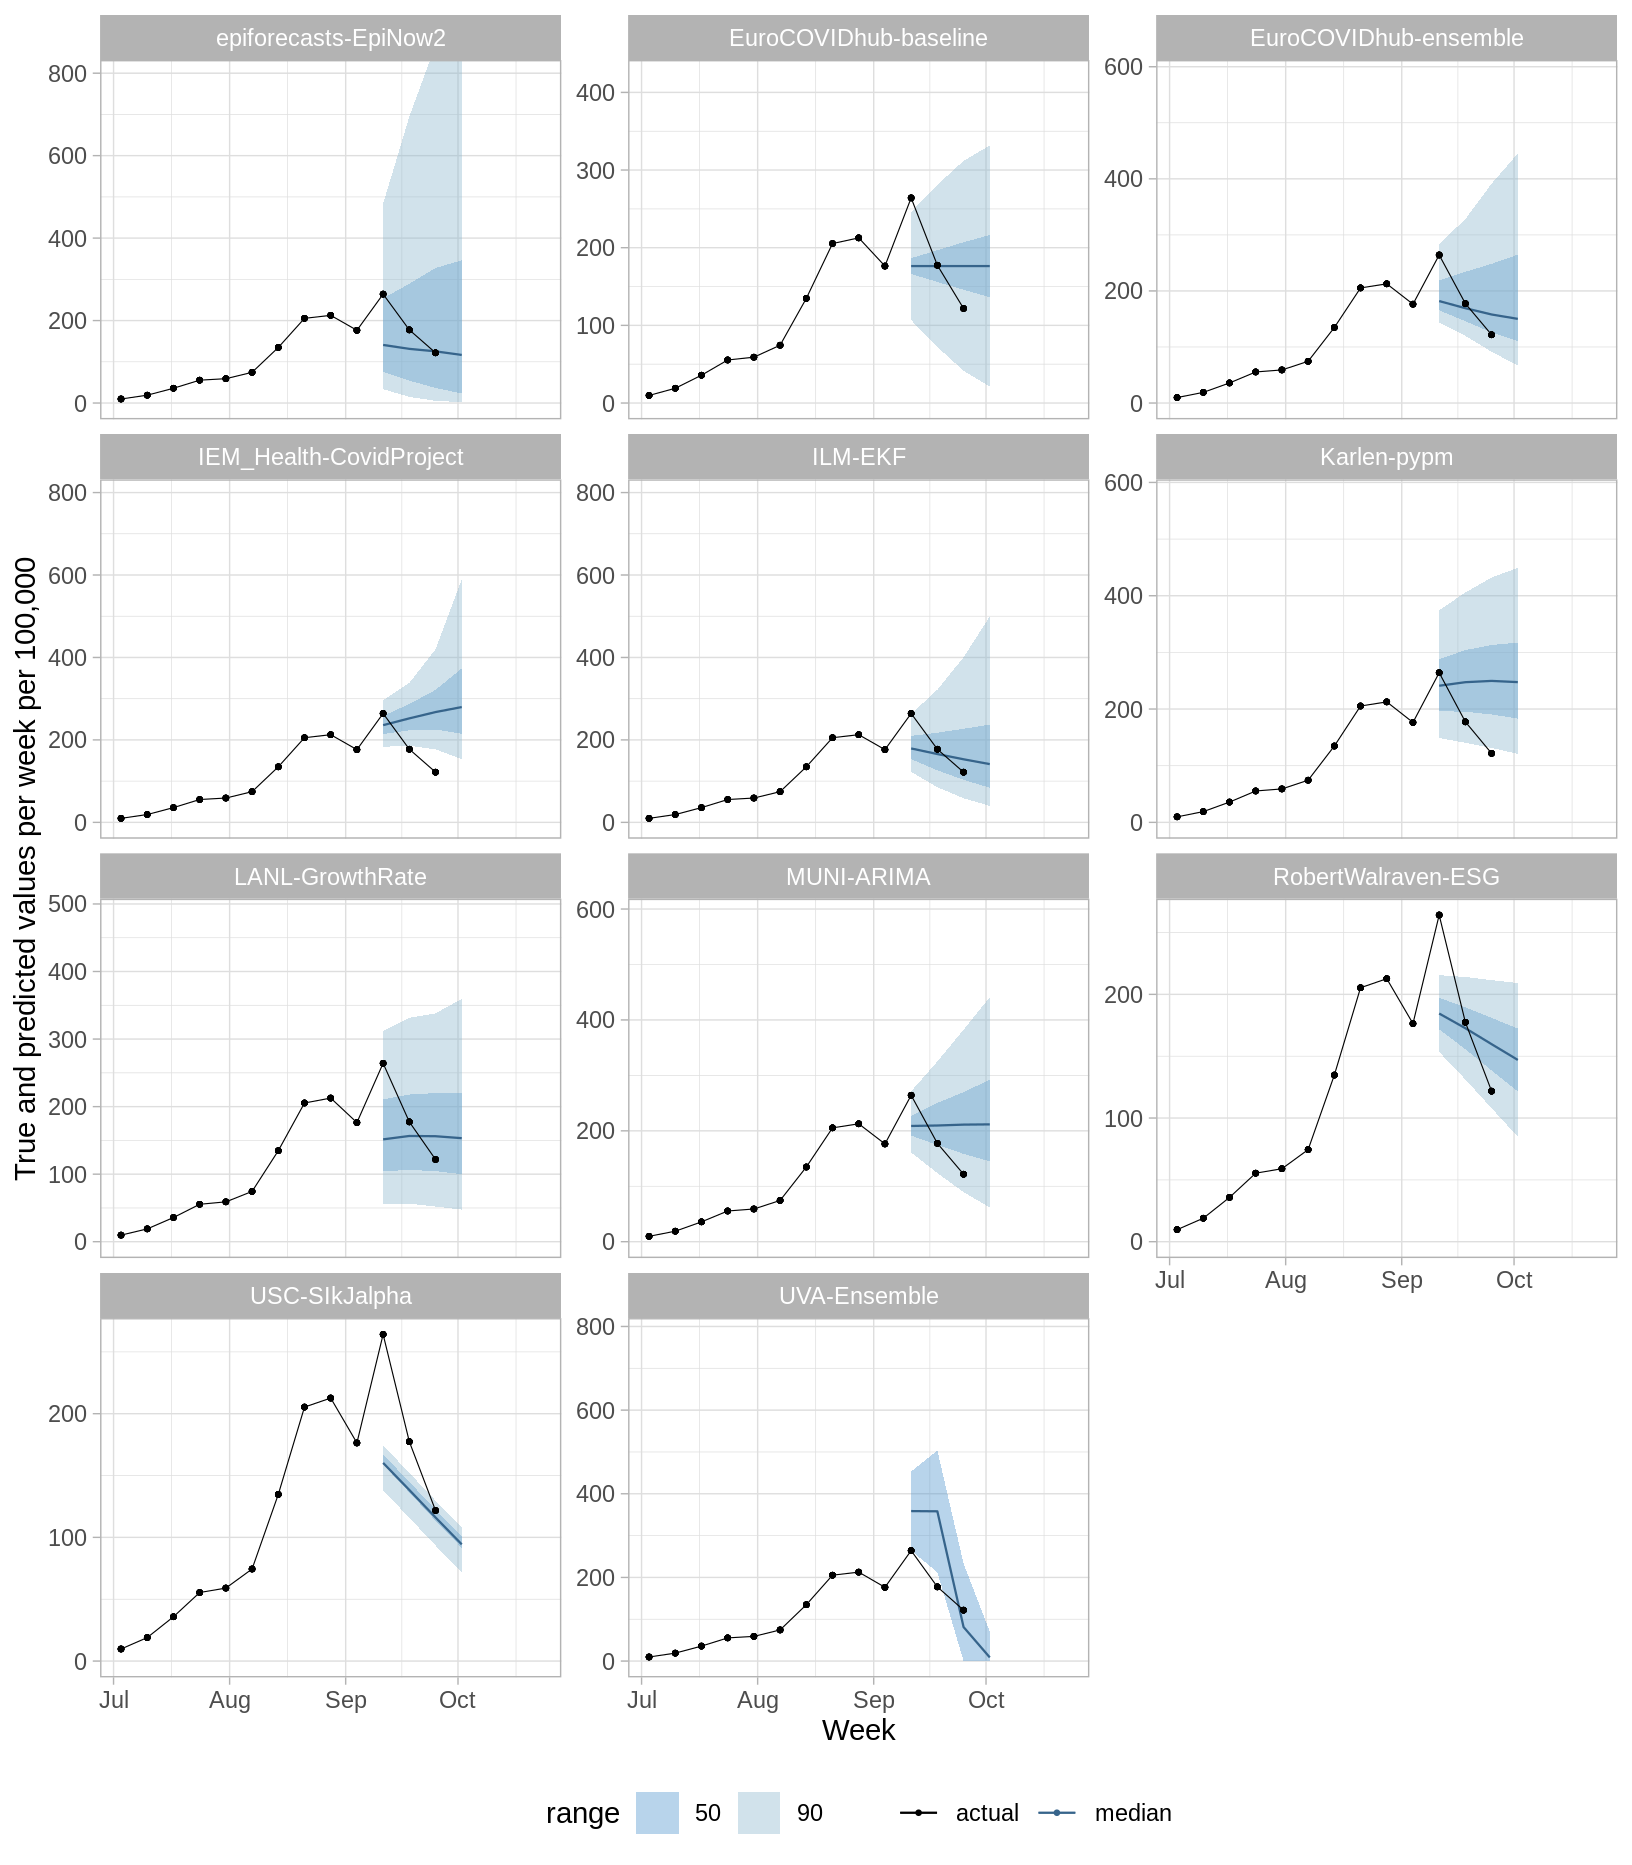 epiforecasts-EpiNow2
EuroCOVIDhub-baseline
EuroCOVIDhub-ensemble
800
600
400
200
0
400
300
200
100
0
600
400
200
0
IEM_Health-CovidProject
ILM-EKF
Karlen-pypm
800
600
400
200
0
800
600
400
200
0
600
400
200
0
True and predicted values per week per 100,000
LANL-GrowthRate
MUNI-ARIMA
RobertWalraven-ESG
500
400
300
200
100
0
600
400
200
0
200
100
0
Jul Aug Sep Oct
USC-SIkJalpha
UVA-Ensemble
200
100
0
800
600
400
200
0
Jul Aug Sep Oct
Jul Aug Sep Oct
Week
range 50 90 actual median